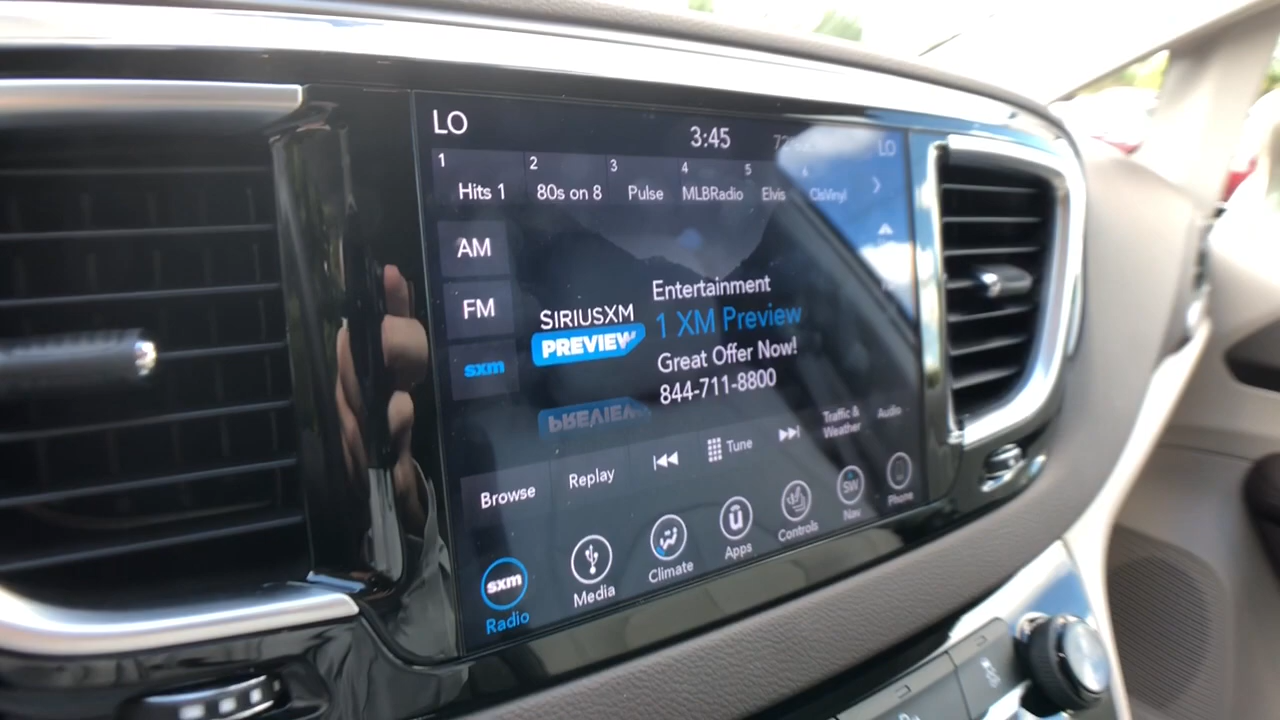 LO
3:45
LO
1 2 3 4 5
Hits 1 80s on 8 Pulse MLBRadio Elvis ClsVinyl
AM
FM
sxm
SIRIUSXM
PREVIEW
Entertainment
1 XM Preview
Great Offer Now!
844-711-8800
PREVIEW
Browse
Replay
Tune
Traffic &
Weather
Audio
sxm
Radio
Media
Climate
Apps
Controls
SW
Nav
Phone